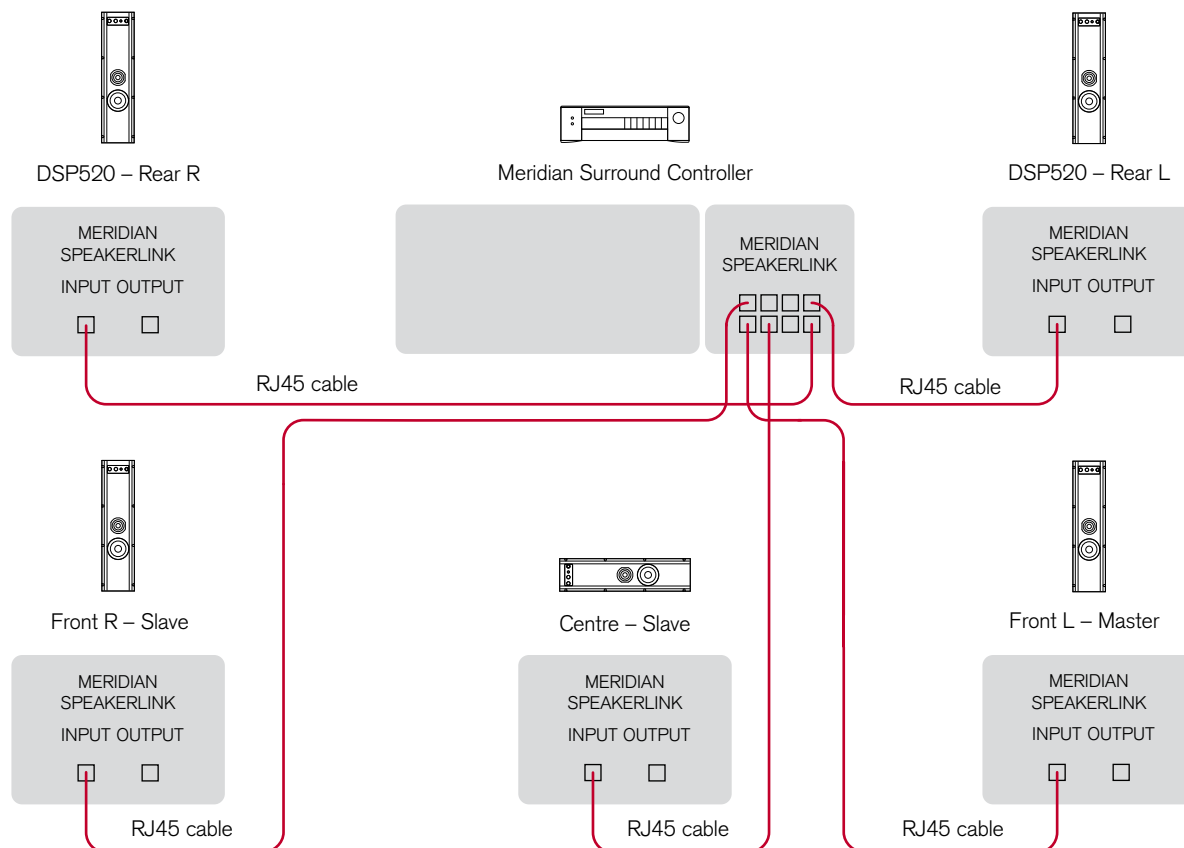 DSP520 – Rear R
Meridian Surround Controller
DSP520 – Rear L
MERIDIAN
SPEAKERLINK
INPUT OUTPUT
MERIDIAN
SPEAKERLINK
MERIDIAN
SPEAKERLINK
INPUT OUTPUT
RJ45 cable
RJ45 cable
Front R – Slave
Centre – Slave
Front L – Master
MERIDIAN
SPEAKERLINK
INPUT OUTPUT
MERIDIAN
SPEAKERLINK
INPUT OUTPUT
MERIDIAN
SPEAKERLINK
INPUT OUTPUT
RJ45 cable
RJ45 cable
RJ45 cable